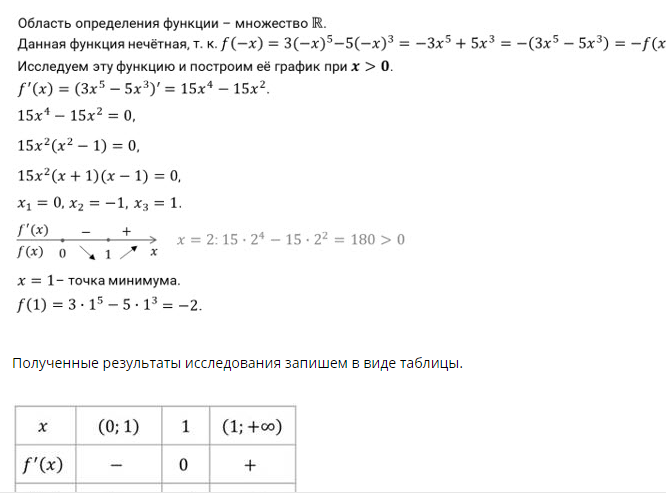 Область определения функции – множество ℝ.
Данная функция нечётная, т. к. f(−x) = 3(−x)⁵−5(−x)³ = −3x⁵ + 5x³ = −(3x⁵ − 5x³) = −f(x
Исследуем эту функцию и построим её график при x > 0.
f′(x) = (3x⁵ − 5x³)′ = 15x⁴ − 15x².
15x⁴ − 15x² = 0,
15x²(x² − 1) = 0,
15x²(x + 1)(x − 1) = 0,
x₁ = 0, x₂ = −1, x₃ = 1.
f′(x) − +
f(x) 0 1 x
x = 2: 15 · 2⁴ − 15 · 2² = 180 > 0
x = 1– точка минимума.
f(1) = 3 · 1⁵ − 5 · 1³ = −2.
Полученные результаты исследования запишем в виде таблицы.
x (0; 1) 1 (1; +∞)
f′(x) − 0 +